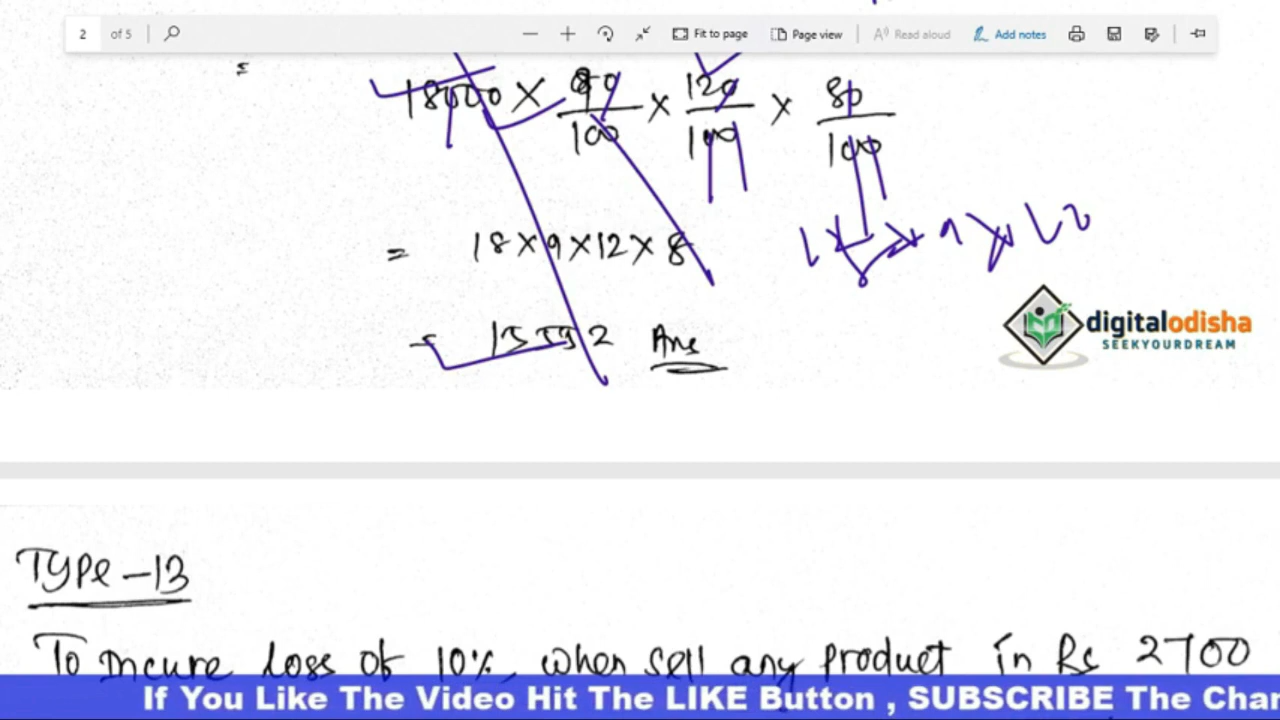 2 of 5 Fit to page Page view Read aloud Add notes
= 18000 × 90/100 × 120/100 × 80/100
= 18×9×12×8
= 15552 Ans
digitalodisha
SEEKYOURDREAM
TYPE-13
To Incure loss of 10%, when sell any product in Rs 2700
If You Like The Video Hit The LIKE Button , SUBSCRIBE The Chan